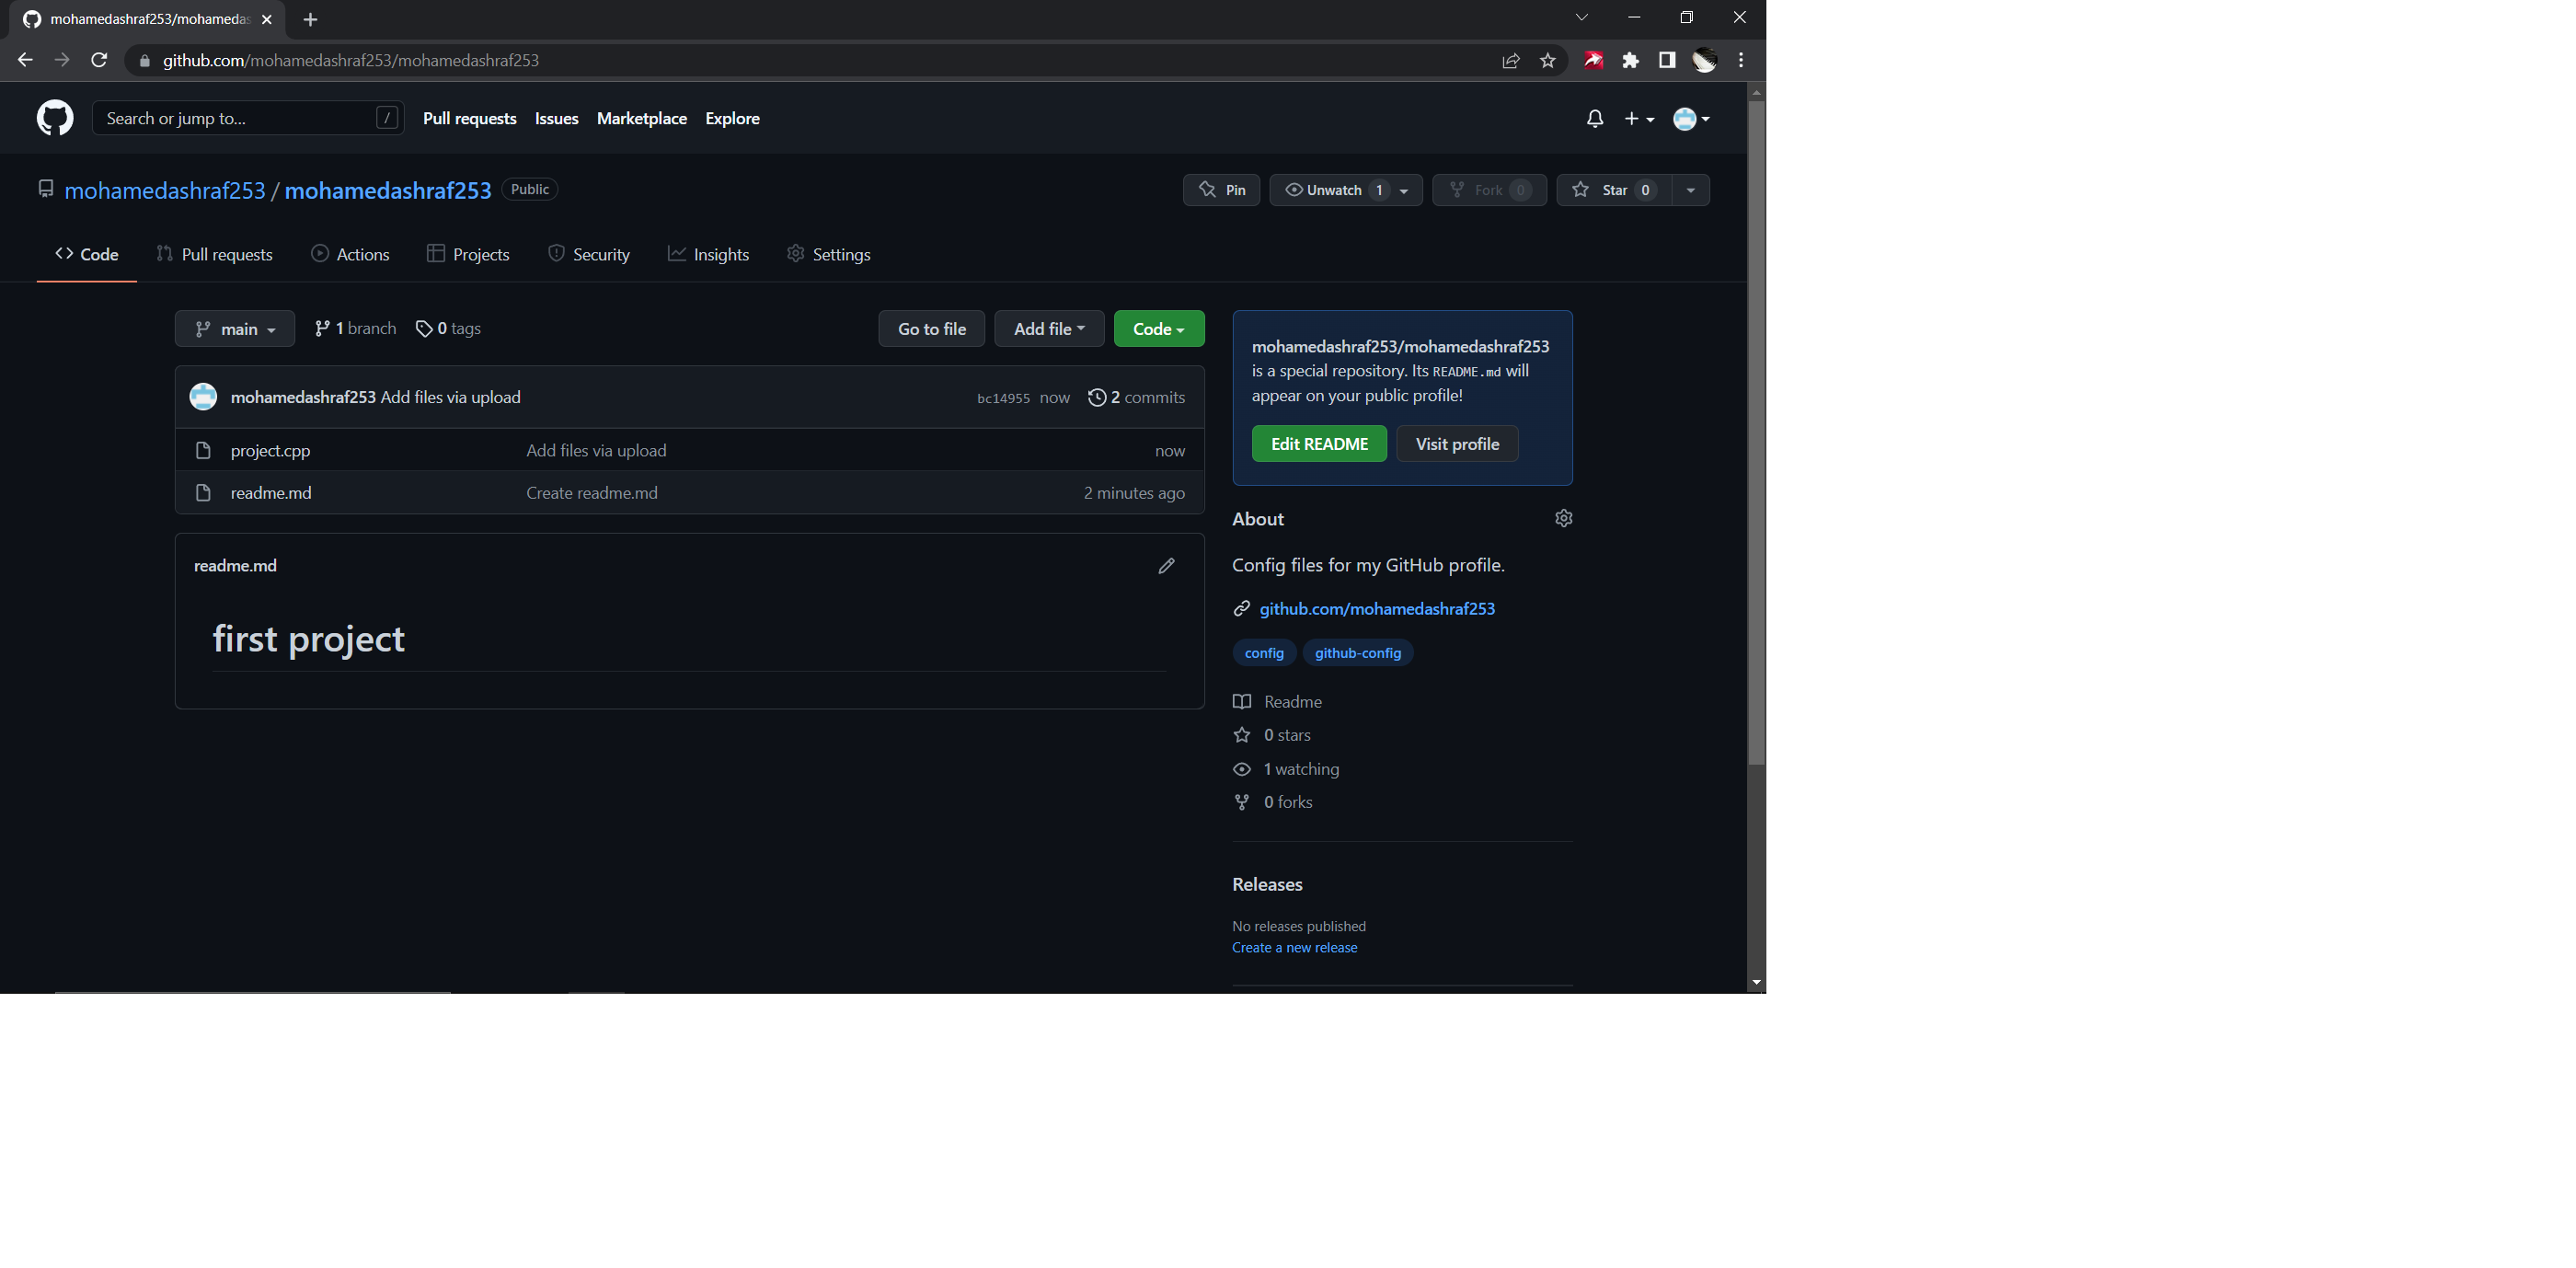 mohamedashraf253/mohamedas
github.com/mohamedashraf253/mohamedashraf253
Search or jump to... /
Pull requests Issues Marketplace Explore
mohamedashraf253 / mohamedashraf253 Public
Pin Unwatch 1 Fork 0 Star 0
Code Pull requests Actions Projects Security Insights Settings
main 1 branch 0 tags Go to file Add file Code
mohamedashraf253 Add files via upload bc14955 now 2 commits
project.cpp Add files via upload now
readme.md Create readme.md 2 minutes ago
readme.md
first project
mohamedashraf253/mohamedashraf253
is a special repository. Its README.md will
appear on your public profile!
Edit README Visit profile
About
Config files for my GitHub profile.
github.com/mohamedashraf253
config github-config
Readme
0 stars
1 watching
0 forks
Releases
No releases published
Create a new release